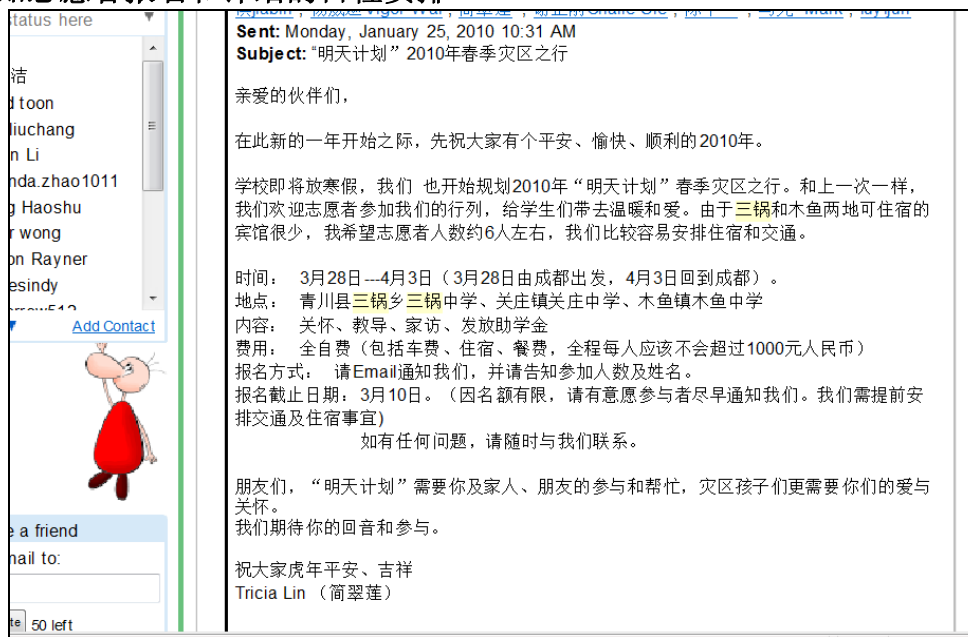 status here
洁
d toon
liuchang
n Li
nda.zhao1011
g Haoshu
r wong
on Rayner
esindy
Add Contact
e a friend
mail to:
te 50 left
Sent: Monday, January 25, 2010 10:31 AM
Subject: “明天计划” 2010年春季灾区之行
亲爱的伙伴们，
在此新的一年开始之际，先祝大家有个平安、愉快、顺利的2010年。
学校即将放寒假，我们 也开始规划2010年“明天计划”春季灾区之行。和上一次一样，
我们欢迎志愿者参加我们的行列，给学生们带去温暖和爱。由于三锅和木鱼两地可住宿的
宾馆很少，我希望志愿者人数约6人左右，我们比较容易安排住宿和交通。
时间： 3月28日---4月3日（3月28日由成都出发，4月3日回到成都）。
地点： 青川县三锅乡三锅中学、关庄镇关庄中学、木鱼镇木鱼中学
内容： 关怀、教导、家访、发放助学金
费用： 全自费（包括车费、住宿、餐费，全程每人应该不会超过1000元人民币）
报名方式： 请Email通知我们，并请告知参加人数及姓名。
报名截止日期：3月10日。（因名额有限，请有意愿参与者尽早通知我们。我们需提前安
排交通及住宿事宜)
如有任何问题，请随时与我们联系。
朋友们，“明天计划”需要你及家人、朋友的参与和帮忙，灾区孩子们更需要你们的爱与
关怀。
我们期待你的回音和参与。
祝大家虎年平安、吉祥
Tricia Lin （简翠莲）